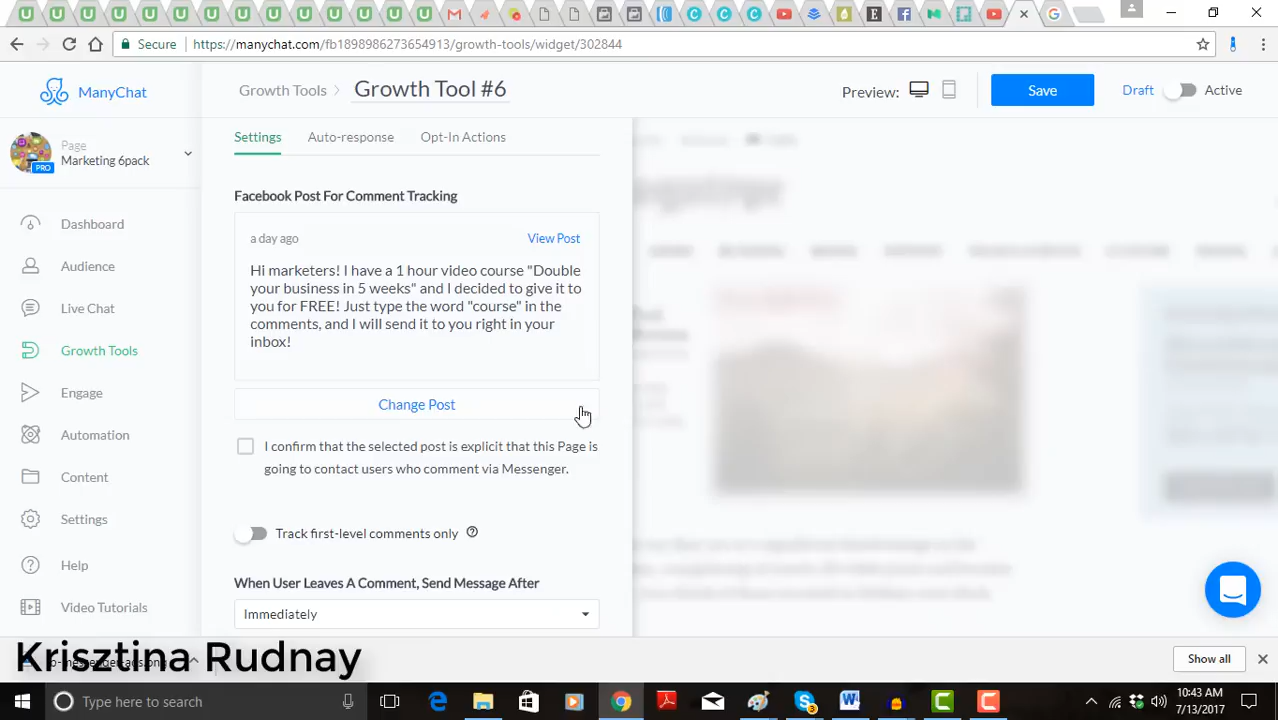 Secure
https://manychat.com/fb1898986273654913/growth-tools/widget/302844
ManyChat
Growth Tools
Growth Tool #6
Preview:
Save
Draft
Active
Page
Marketing 6pack
PRO
Settings
Auto-response
Opt-In Actions
Dashboard
Audience
Live Chat
Growth Tools
Engage
Automation
Content
Settings
Help
Video Tutorials
Facebook Post For Comment Tracking
a day ago
View Post
Hi marketers! I have a 1 hour video course "Double
your business in 5 weeks" and I decided to give it to
you for FREE! Just type the word "course" in the
comments, and I will send it to you right in your
inbox!
Change Post
I confirm that the selected post is explicit that this Page is
going to contact users who comment via Messenger.
Track first-level comments only
When User Leaves A Comment, Send Message After
Immediately
Krisztina Rudnay
Show all
Type here to search
10:43 AM
7/13/2017